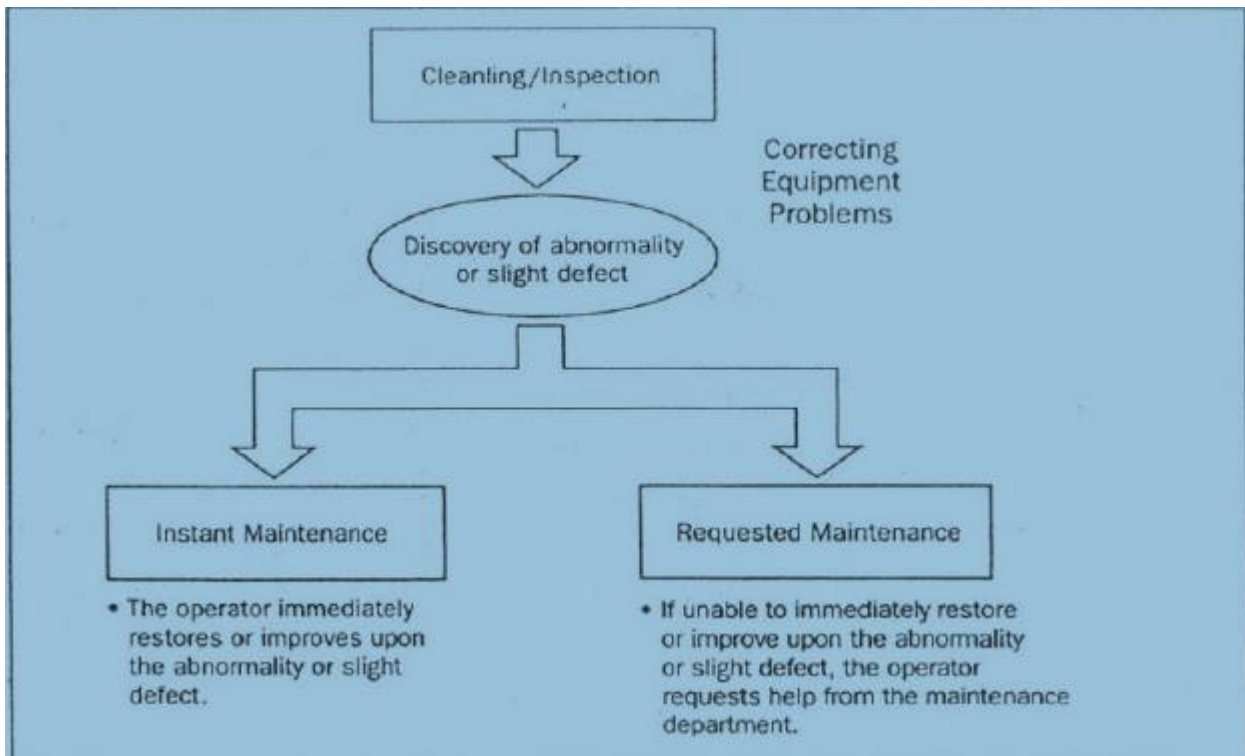 Cleanling/Inspection
Correcting
Equipment
Problems
Discovery of abnormality
or slight defect
Instant Maintenance
• The operator immediately
restores or improves upon
the abnormality or slight
defect.
Requested Maintenance
• If unable to immediately restore
or improve upon the abnormality
or slight defect, the operator
requests help from the maintenance
department.